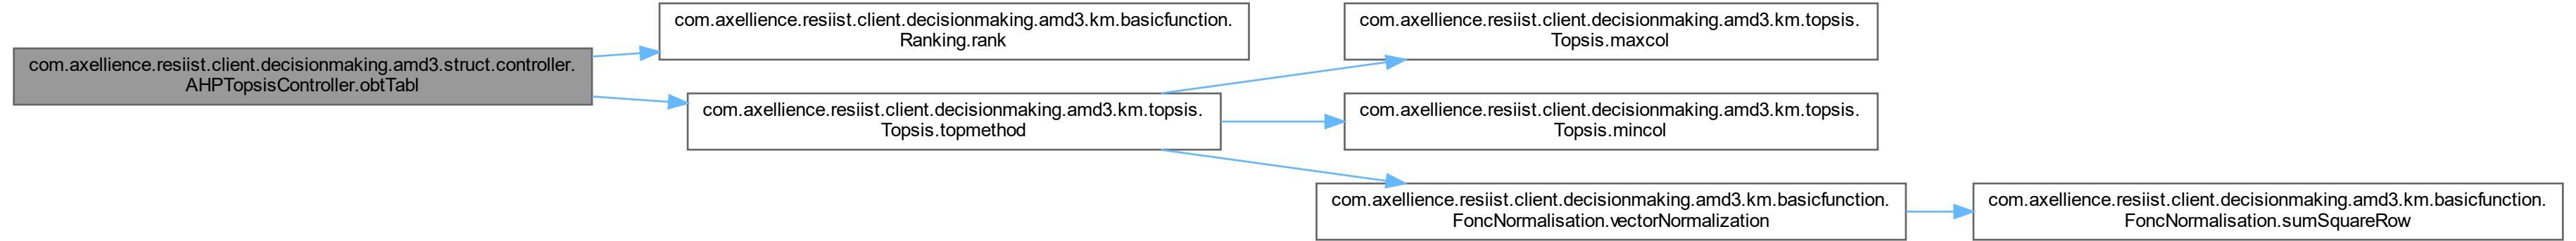 com.axellience.resiist.client.decisionmaking.amd3.struct.controller.
AHPTopsisController.obtTabl
com.axellience.resiist.client.decisionmaking.amd3.km.basicfunction.
Ranking.rank
com.axellience.resiist.client.decisionmaking.amd3.km.topsis.
Topsis.topmethod
com.axellience.resiist.client.decisionmaking.amd3.km.topsis.
Topsis.maxcol
com.axellience.resiist.client.decisionmaking.amd3.km.topsis.
Topsis.mincol
com.axellience.resiist.client.decisionmaking.amd3.km.basicfunction.
FoncNormalisation.vectorNormalization
com.axellience.resiist.client.decisionmaking.amd3.km.basicfunction.
FoncNormalisation.sumSquareRow